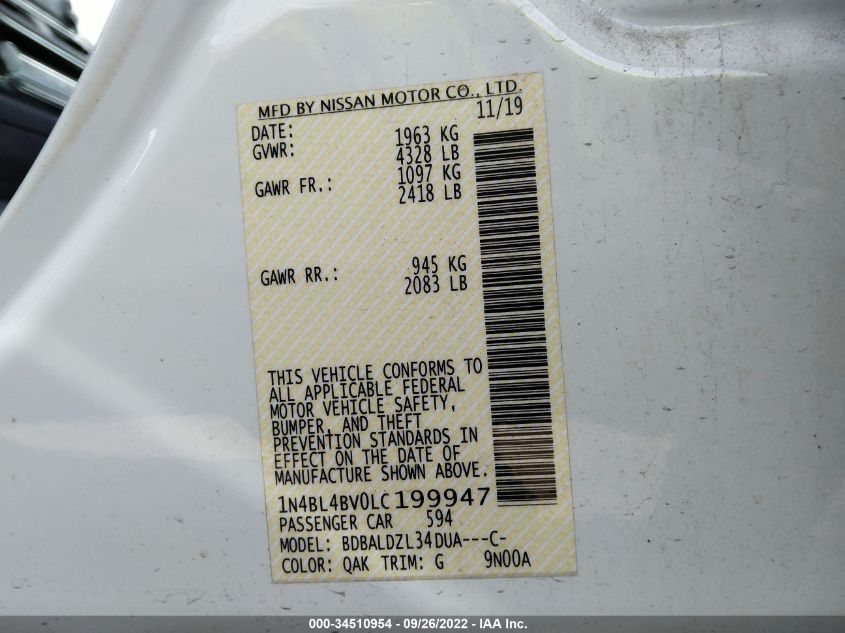 MFD BY NISSAN MOTOR CO., LTD.
DATE: 11/19
GVWR: 1963 KG
4328 LB
GAWR FR.: 1097 KG
2418 LB
GAWR RR.: 945 KG
2083 LB
THIS VEHICLE CONFORMS TO
ALL APPLICABLE FEDERAL
MOTOR VEHICLE SAFETY,
BUMPER, AND THEFT
PREVENTION STANDARDS IN
EFFECT ON THE DATE OF
MANUFACTURE SHOWN ABOVE.
1N4BL4BV0LC199947
PASSENGER CAR 594
MODEL: BDBALDZL34DUA---C-
COLOR: QAK TRIM: G 9N00A
000-34510954 - 09/26/2022 - IAA Inc.